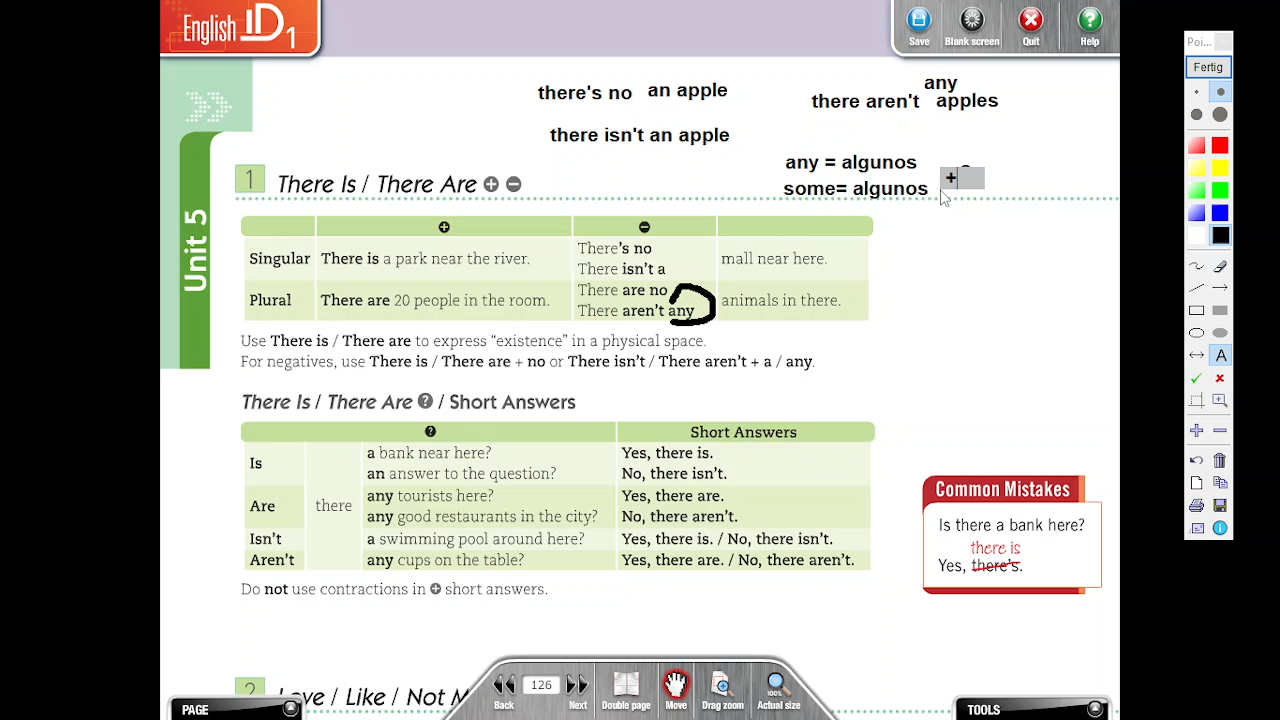 English ID 1
Save
Blank screen
Quit
Help
Poi...
Fertig
there's no an apple
any
there aren't apples
there isn't an apple
any = algunos
some= algunos +
Unit 5
1 There Is / There Are + −
+ −
Singular There is a park near the river. There's no
There isn't a mall near here.
Plural There are 20 people in the room. There are no
There aren't any animals in there.
Use There is / There are to express “existence” in a physical space.
For negatives, use There is / There are + no or There isn't / There aren't + a / any.
There Is / There Are ? / Short Answers
? Short Answers
Is there a bank near here? Yes, there is.
an answer to the question? No, there isn't.
Are any tourists here? Yes, there are.
any good restaurants in the city? No, there aren't.
Isn't a swimming pool around here? Yes, there is. / No, there isn't.
Aren't any cups on the table? Yes, there are. / No, there aren't.
Do not use contractions in + short answers.
Common Mistakes
Is there a bank here?
there is
Yes, there's.
2 Love / Like / Not M
Back
126
Next
Double page
Move
Drag zoom
100%
Actual size
PAGE
TOOLS
A